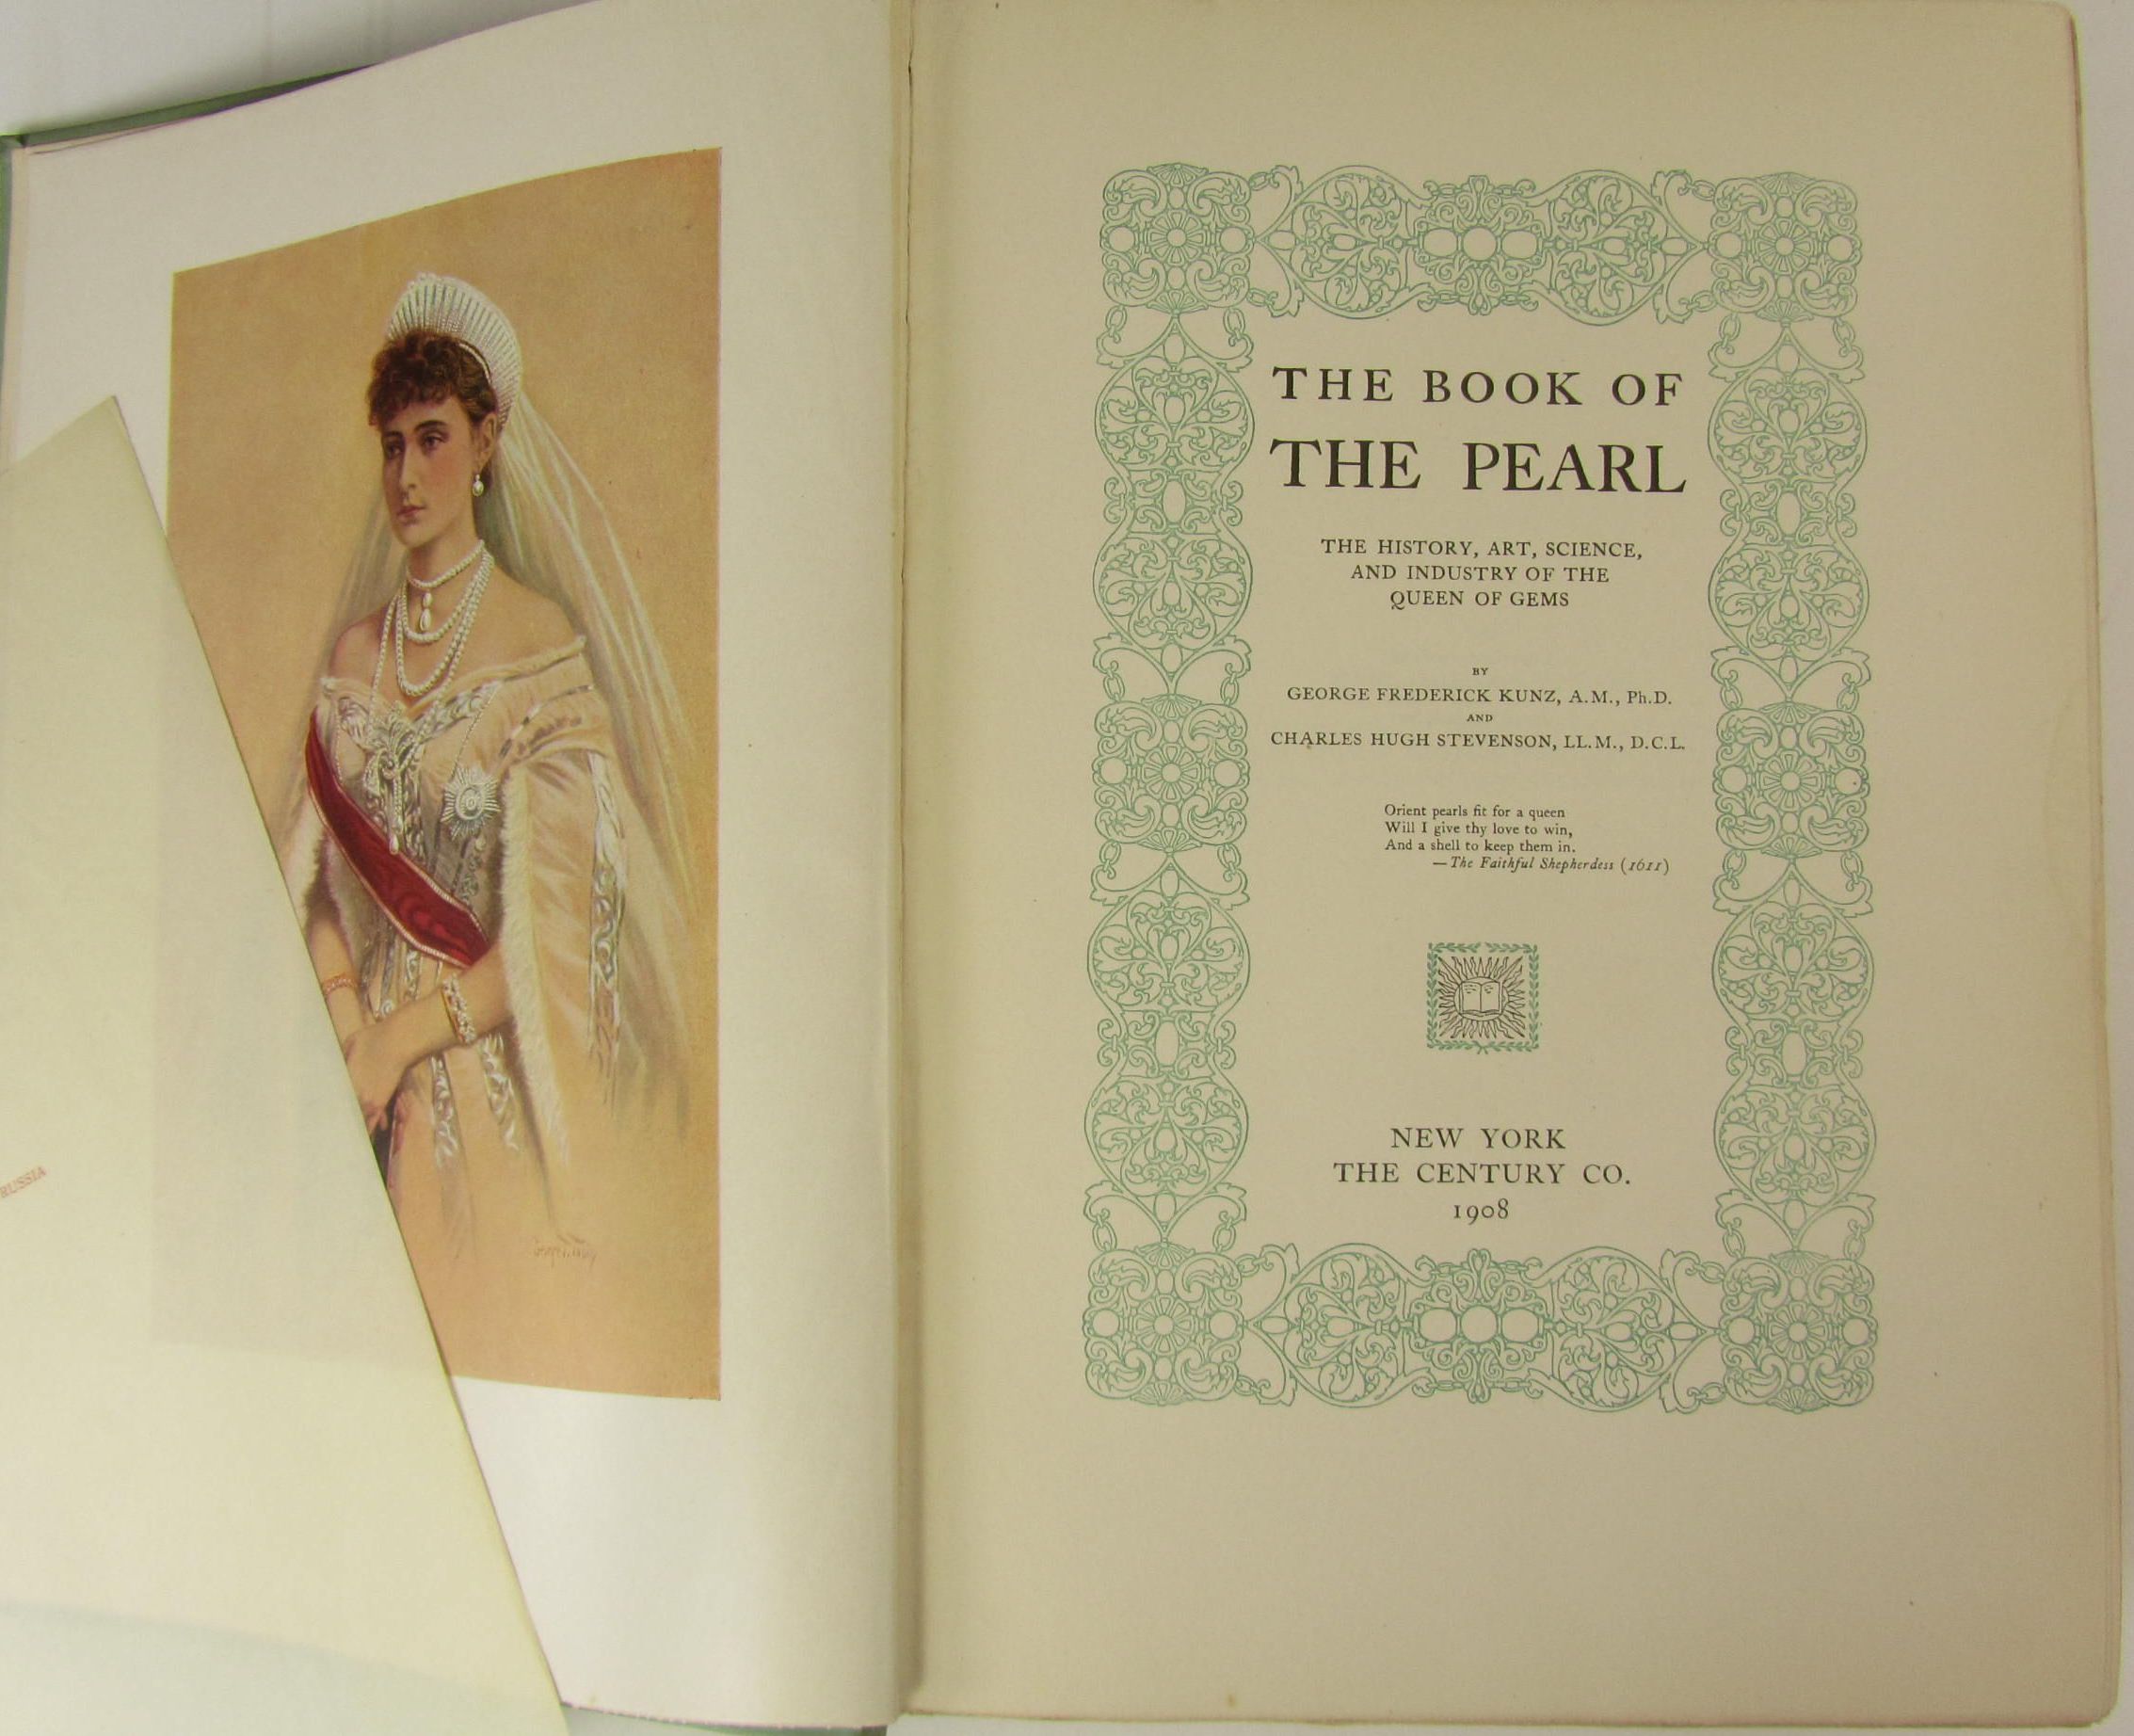 RUSSIA
THE BOOK OF
THE PEARL
THE HISTORY, ART, SCIENCE,
AND INDUSTRY OF THE
QUEEN OF GEMS
BY
GEORGE FREDERICK KUNZ, A.M., Ph.D.
AND
CHARLES HUGH STEVENSON, LL.M., D.C.L.
Orient pearls fit for a queen
Will I give thy love to win,
And a shell to keep them in.
—The Faithful Shepherdess (1611)
NEW YORK
THE CENTURY CO.
1908